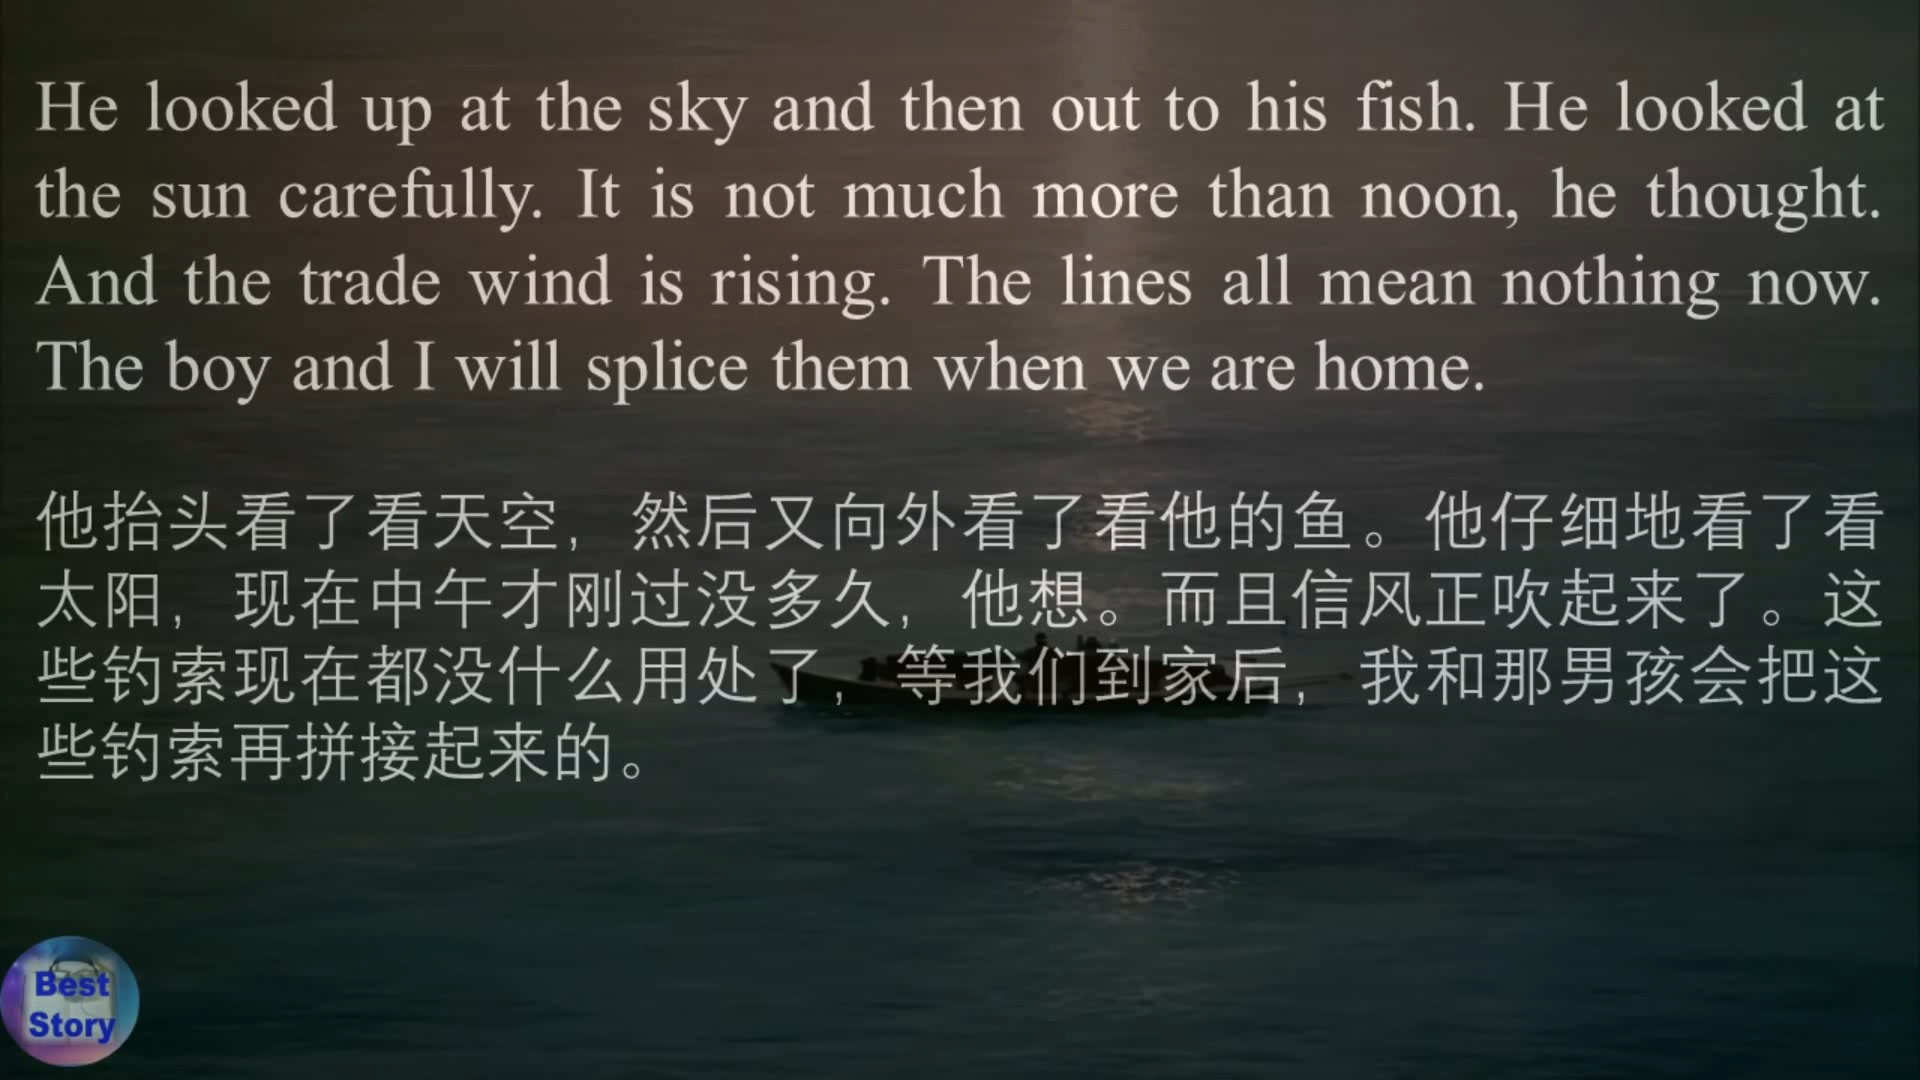 He looked up at the sky and then out to his fish. He looked at
the sun carefully. It is not much more than noon, he thought.
And the trade wind is rising. The lines all mean nothing now.
The boy and I will splice them when we are home.
他抬头看了看天空，然后又向外看了看他的鱼。他仔细地看了看
太阳，现在中午才刚过没多久，他想。而且信风正吹起来了。这
些钓索现在都没什么用处了，等我们到家后，我和那男孩会把这
些钓索再拼接起来的。
Best
Story